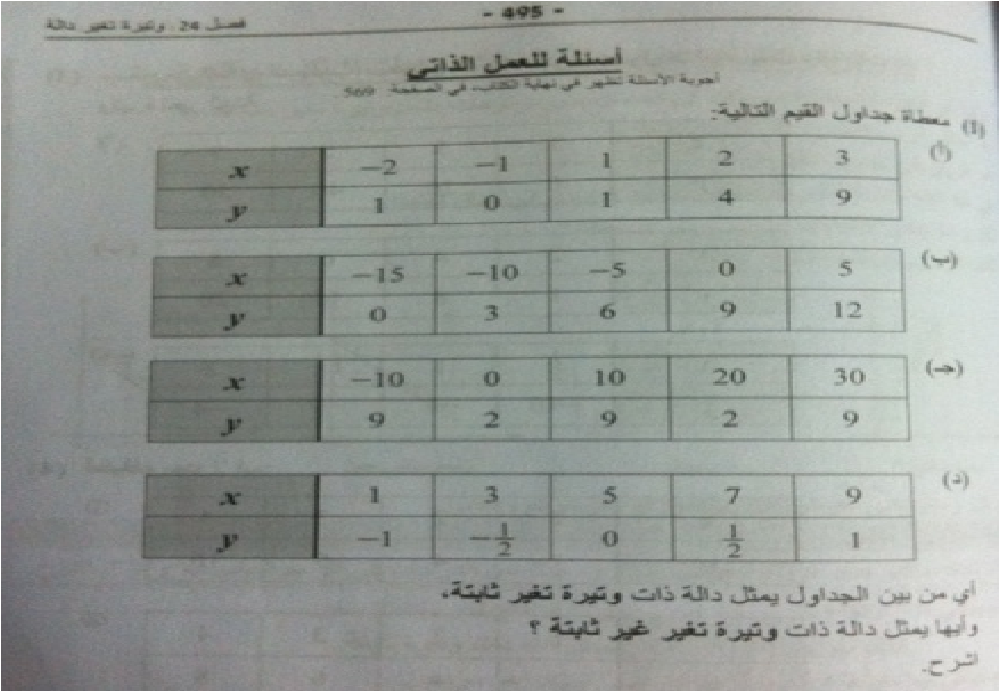 - 495 -
فصل 24 : وتيرة تغير دالة
أسئلة للعمل الذاتي
أجوبة الأسئلة تظهر في نهاية الكتاب، في الصفحة 569
(1) معطاة جداول القيم التالية:
(أ)
x −2 −1 1 2 3
y 1 0 1 4 9
(ب)
x −15 −10 −5 0 5
y 0 3 6 9 12
(جـ)
x −10 0 10 20 30
y 9 2 9 2 9
(د)
x 1 3 5 7 9
y −1 −1/2 0 1/2 1
أي من بين الجداول يمثل دالة ذات وتيرة تغير ثابتة،
وأيها يمثل دالة ذات وتيرة تغير غير ثابتة ؟
اشرح.